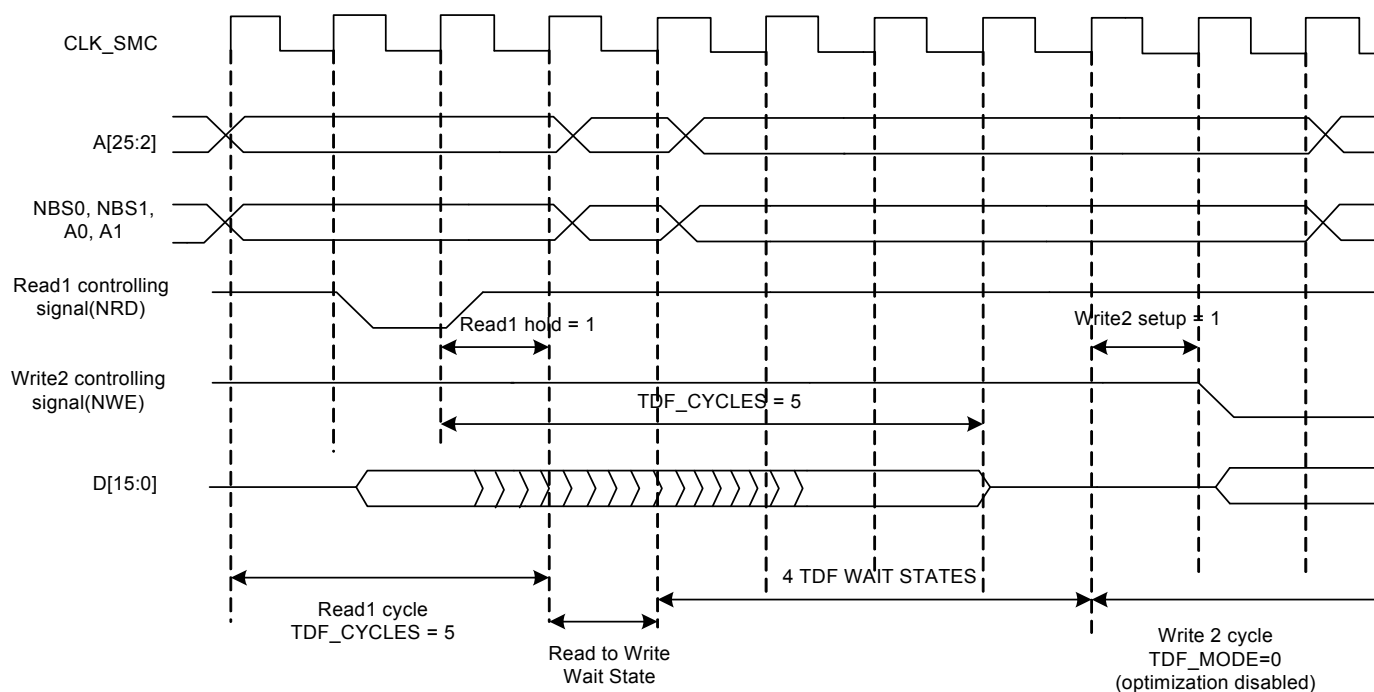 CLK_SMC
A[25:2]
NBS0, NBS1,
A0, A1
Read1 controlling
signal(NRD)
Read1 hold = 1
Write2 setup = 1
Write2 controlling
signal(NWE)
TDF_CYCLES = 5
D[15:0]
4 TDF WAIT STATES
Read1 cycle
TDF_CYCLES = 5
Read to Write
Wait State
Write 2 cycle
TDF_MODE=0
(optimization disabled)